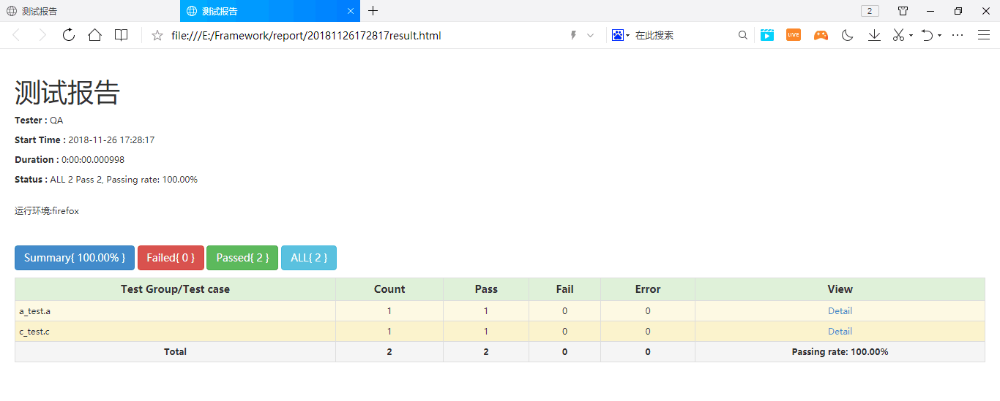 测试报告 测试报告 2
file:///E:/Framework/report/20181126172817result.html 在此搜索 LIVE
测试报告
Tester : QA
Start Time : 2018-11-26 17:28:17
Duration : 0:00:00.000998
Status : ALL 2 Pass 2, Passing rate: 100.00%
运行环境:firefox
Summary{ 100.00% } Failed{ 0 } Passed{ 2 } ALL{ 2 }
Test Group/Test case Count Pass Fail Error View
a_test.a 1 1 0 0 Detail
c_test.c 1 1 0 0 Detail
Total 2 2 0 0 Passing rate: 100.00%